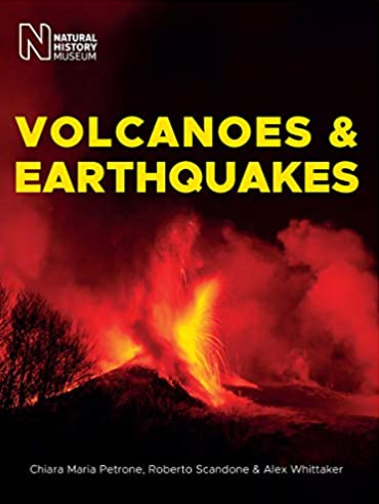 N NATURAL
HISTORY
MUSEUM
VOLCANOES &
EARTHQUAKES
Chiara Maria Petrone, Roberto Scandone & Alex Whittaker